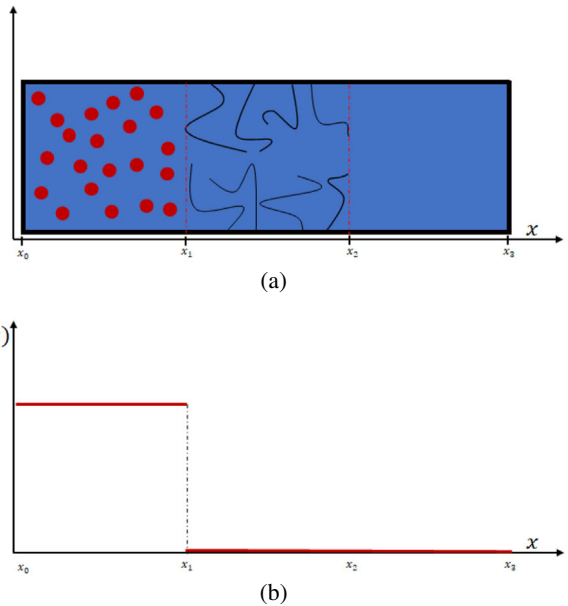 x
x₀ x₁ x₂ x₃
(a)
)
x
x₀ x₁ x₂ x₃
(b)